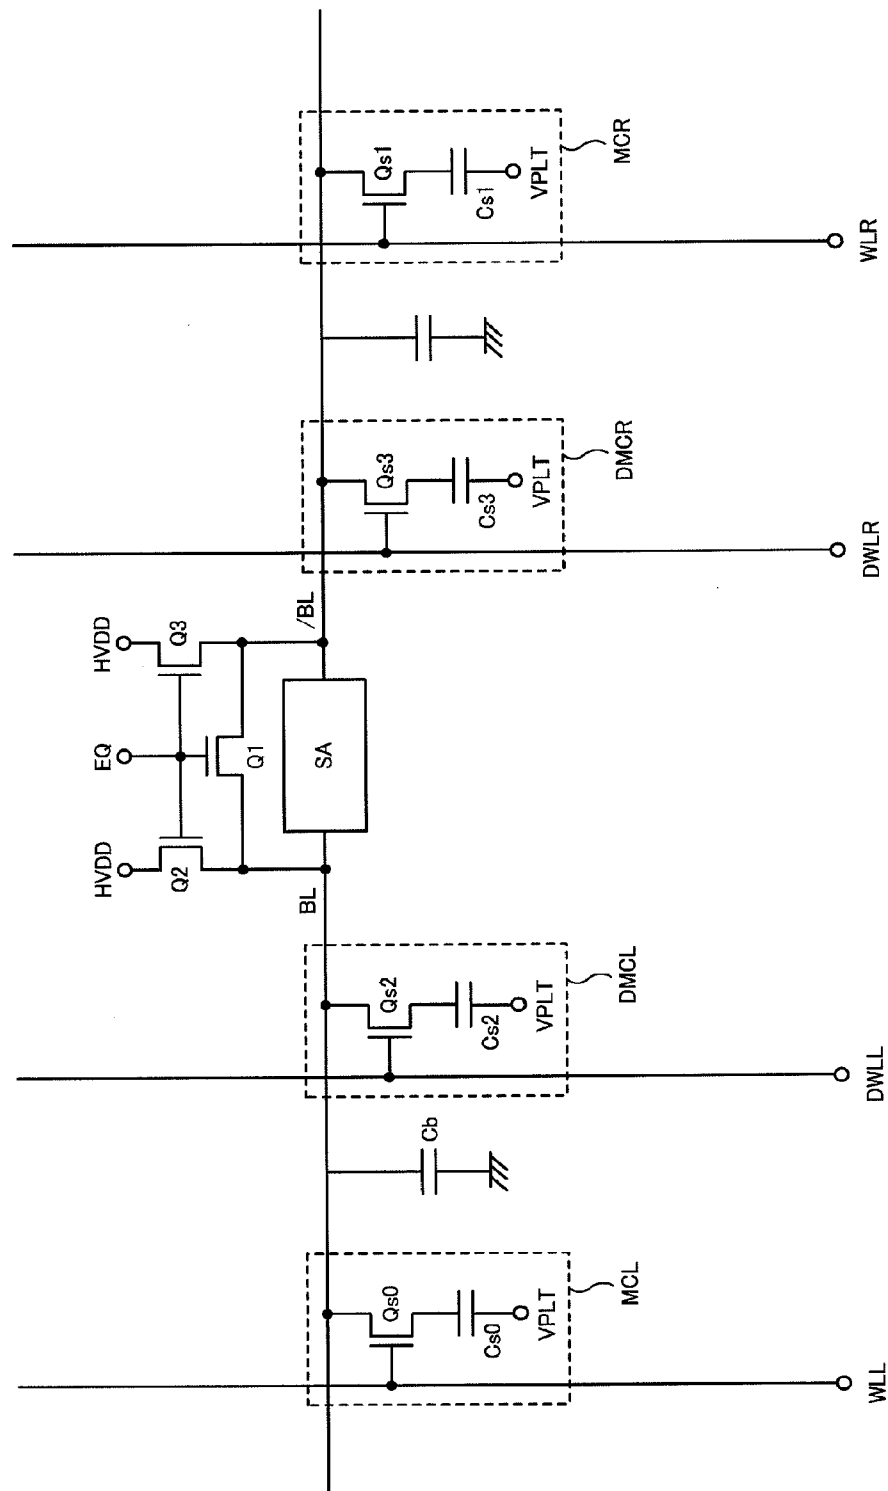 HVDD
EQ
HVDD
Q2
Q3
Q1
BL
/BL
SA
Qs0
Cs0
VPLT
MCL
Cb
Qs2
Cs2
VPLT
DMCL
Qs3
Cs3
VPLT
DMCR
Qs1
Cs1
VPLT
MCR
WLL
DWLL
DWLR
WLR